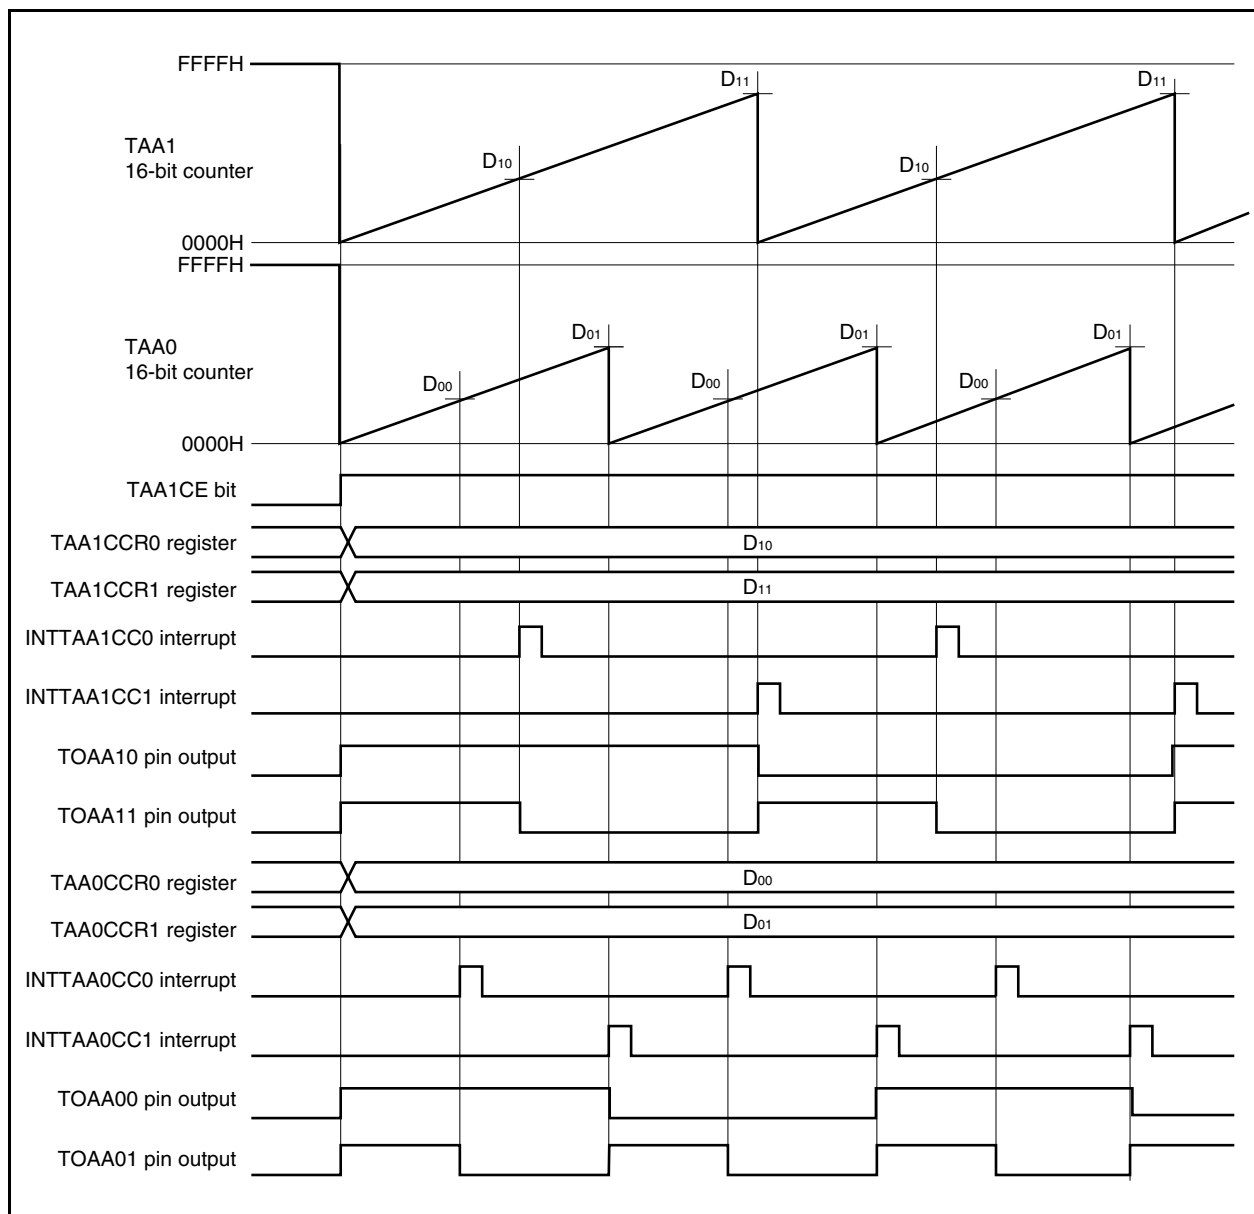 FFFFH
D11
D11
TAA1
16-bit counter
D10
D10
0000H
FFFFH
D01
D01
D01
TAA0
16-bit counter
D00
D00
D00
0000H
TAA1CE bit
TAA1CCR0 register
D10
TAA1CCR1 register
D11
INTTAA1CC0 interrupt
INTTAA1CC1 interrupt
TOAA10 pin output
TOAA11 pin output
TAA0CCR0 register
D00
TAA0CCR1 register
D01
INTTAA0CC0 interrupt
INTTAA0CC1 interrupt
TOAA00 pin output
TOAA01 pin output